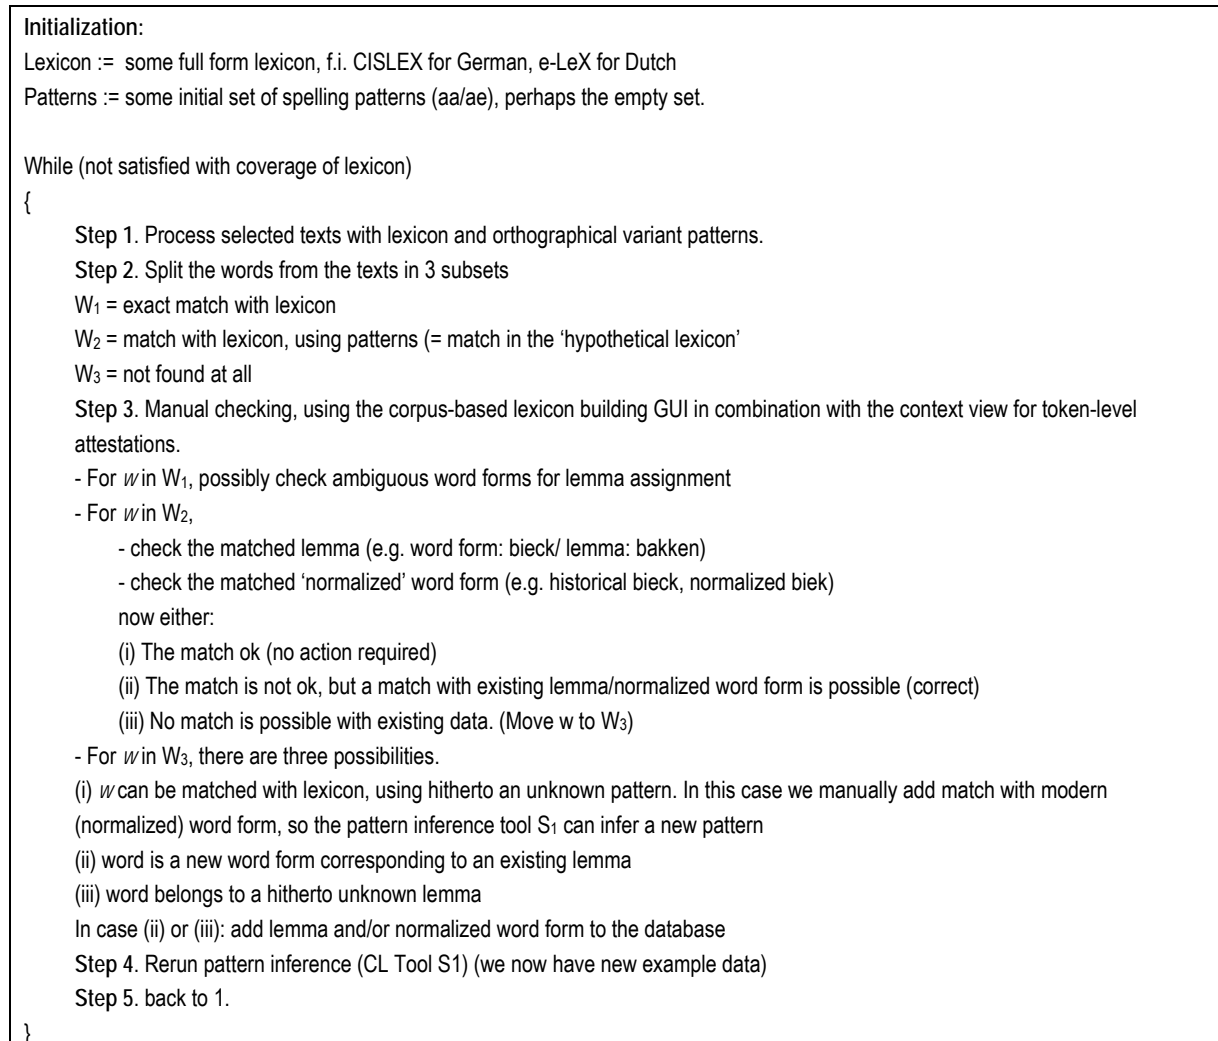 Initialization:
Lexicon := some full form lexicon, f.i. CISLEX for German, e-LeX for Dutch
Patterns := some initial set of spelling patterns (aa/ae), perhaps the empty set.
While (not satisfied with coverage of lexicon)
{
Step 1. Process selected texts with lexicon and orthographical variant patterns.
Step 2. Split the words from the texts in 3 subsets
W1 = exact match with lexicon
W2 = match with lexicon, using patterns (= match in the ‘hypothetical lexicon’
W3 = not found at all
Step 3. Manual checking, using the corpus-based lexicon building GUI in combination with the context view for token-level
attestations.
- For w in W1, possibly check ambiguous word forms for lemma assignment
- For w in W2,
- check the matched lemma (e.g. word form: bieck/ lemma: bakken)
- check the matched ‘normalized’ word form (e.g. historical bieck, normalized biek)
now either:
(i) The match ok (no action required)
(ii) The match is not ok, but a match with existing lemma/normalized word form is possible (correct)
(iii) No match is possible with existing data. (Move w to W3)
- For w in W3, there are three possibilities.
(i) w can be matched with lexicon, using hitherto an unknown pattern. In this case we manually add match with modern
(normalized) word form, so the pattern inference tool S1 can infer a new pattern
(ii) word is a new word form corresponding to an existing lemma
(iii) word belongs to a hitherto unknown lemma
In case (ii) or (iii): add lemma and/or normalized word form to the database
Step 4. Rerun pattern inference (CL Tool S1) (we now have new example data)
Step 5. back to 1.
}